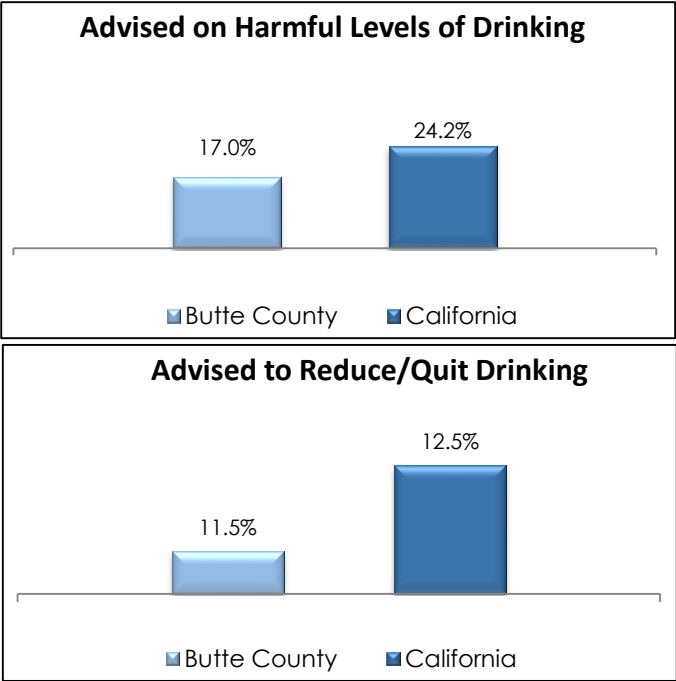 Advised on Harmful Levels of Drinking
17.0%
24.2%
Butte County
California
Advised to Reduce/Quit Drinking
11.5%
12.5%
Butte County
California